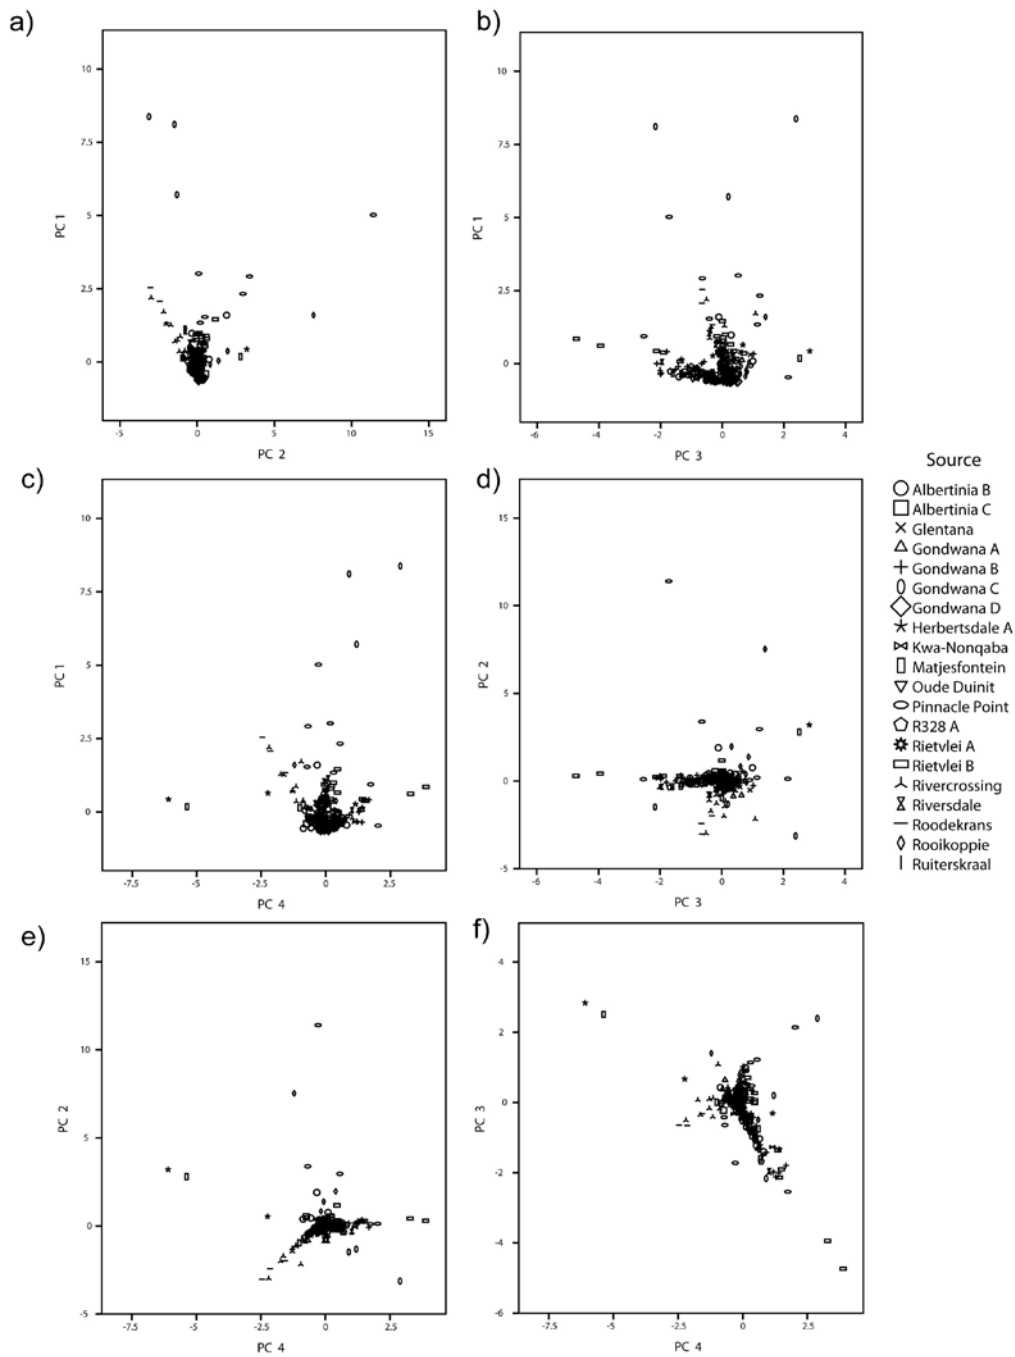 a)
10
7.5
5
2.5
0
PC 1
-5
0
5
10
15
PC 2
b)
10
7.5
5
2.5
0
PC 1
-6
-4
-2
0
2
4
PC 3
c)
10
7.5
5
2.5
0
PC 1
-7.5
-5
-2.5
0
2.5
PC 4
d)
15
10
5
0
-5
PC 2
-6
-4
-2
0
2
4
PC 3
Source
Albertinia B
Albertinia C
Glentana
Gondwana A
Gondwana B
Gondwana C
Gondwana D
Herbertsdale A
Kwa-Nonqaba
Matjesfontein
Oude Duinit
Pinnacle Point
R328 A
Rietvlei A
Rietvlei B
Rivercrossing
Riversdale
Roodekrans
Rooikoppie
Ruiterskraal
e)
15
10
5
0
-5
PC 2
-7.5
-5
-2.5
0
2.5
PC 4
f)
4
2
0
-2
-4
-6
PC 3
-7.5
-5
-2.5
0
2.5
PC 4